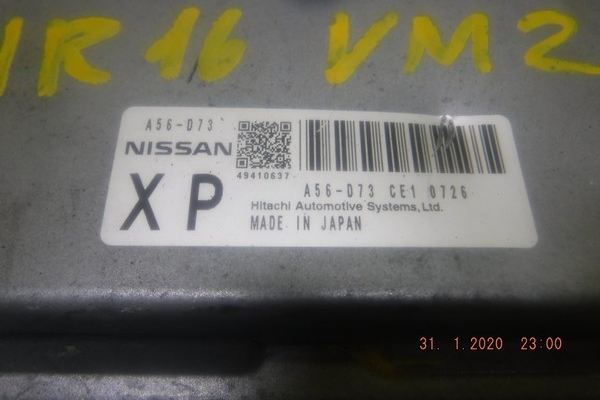 HR16 VM2
A56-D73
NISSAN
49410637
XP
A56-D73 CE1 0726
Hitachi Automotive Systems,Ltd.
MADE IN JAPAN
31. 1.2020 23:00